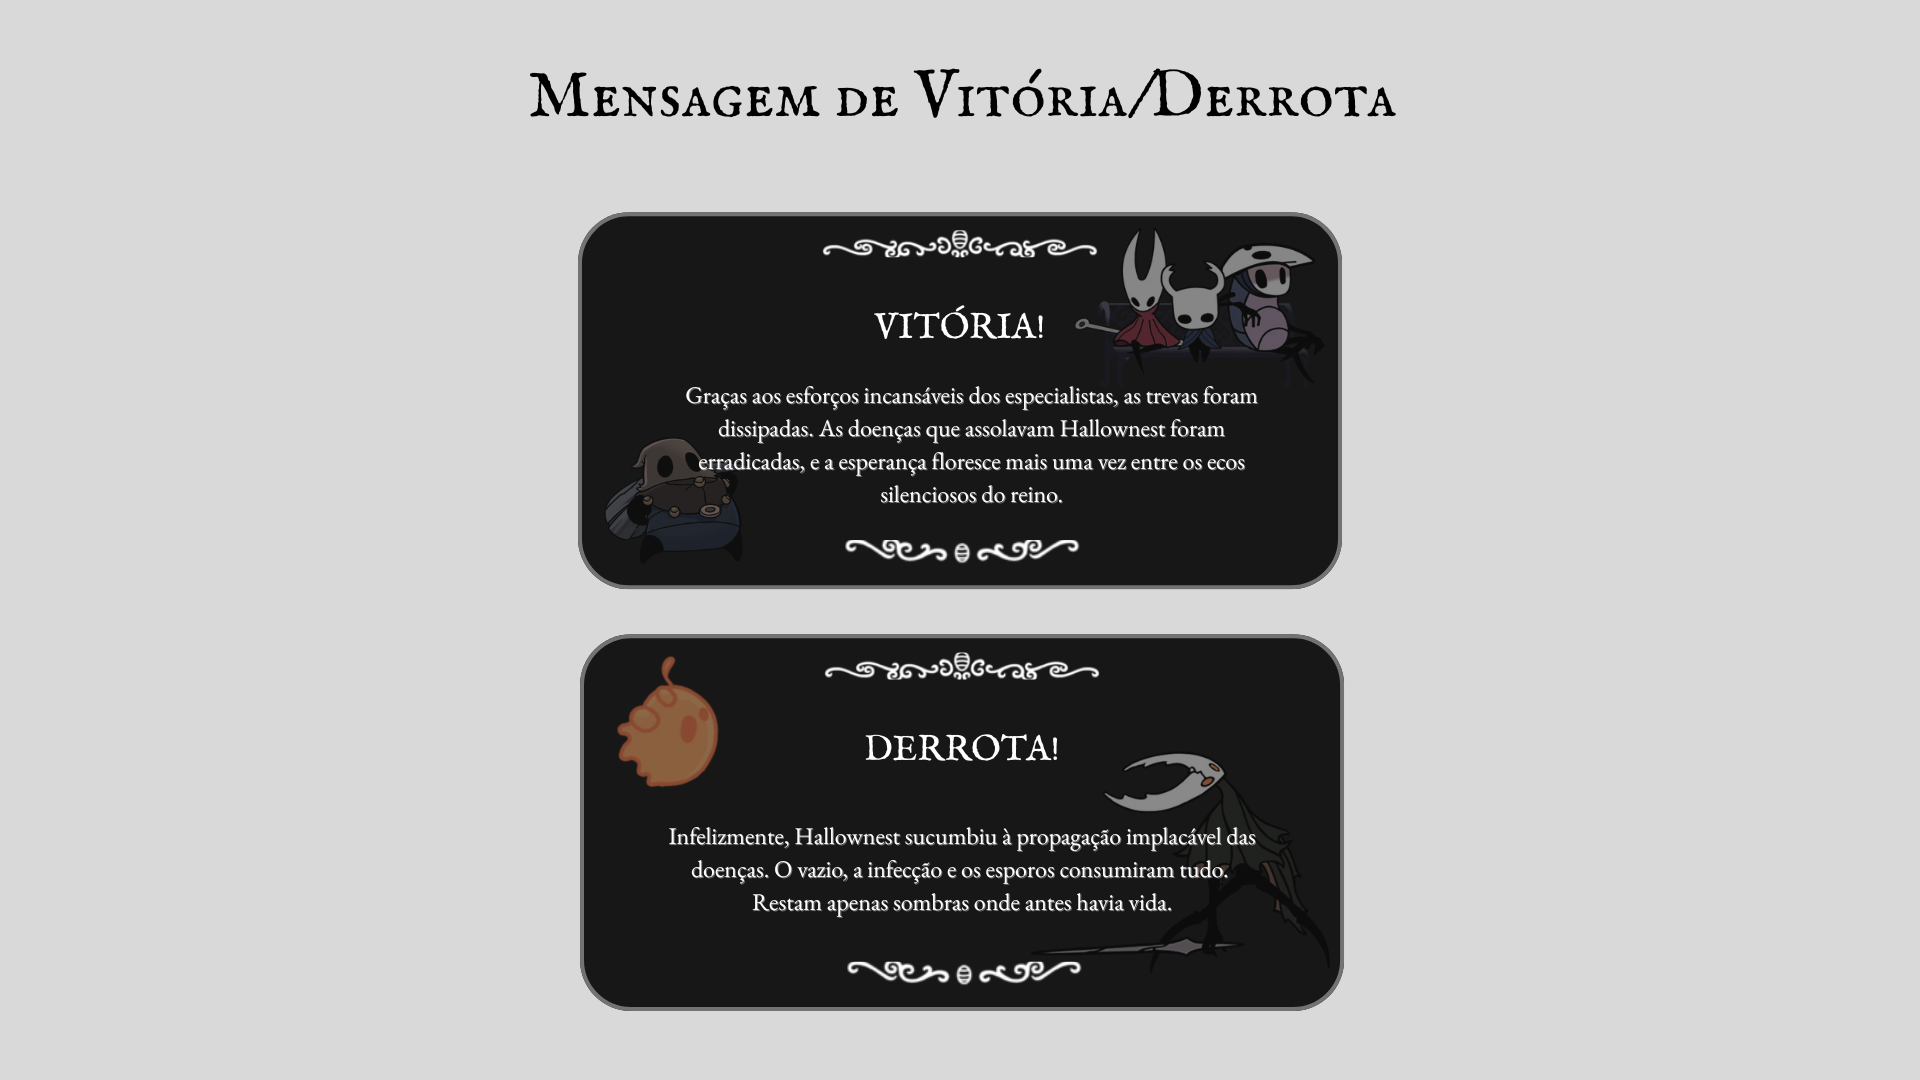 Mensagem de Vitória/Derrota
VITÓRIA!
Graças aos esforços incansáveis dos especialistas, as trevas foram
dissipadas. As doenças que assolavam Hallownest foram
erradicadas, e a esperança floresce mais uma vez entre os ecos
silenciosos do reino.
DERROTA!
Infelizmente, Hallownest sucumbiu à propagação implacável das
doenças. O vazio, a infecção e os esporos consumiram tudo.
Restam apenas sombras onde antes havia vida.